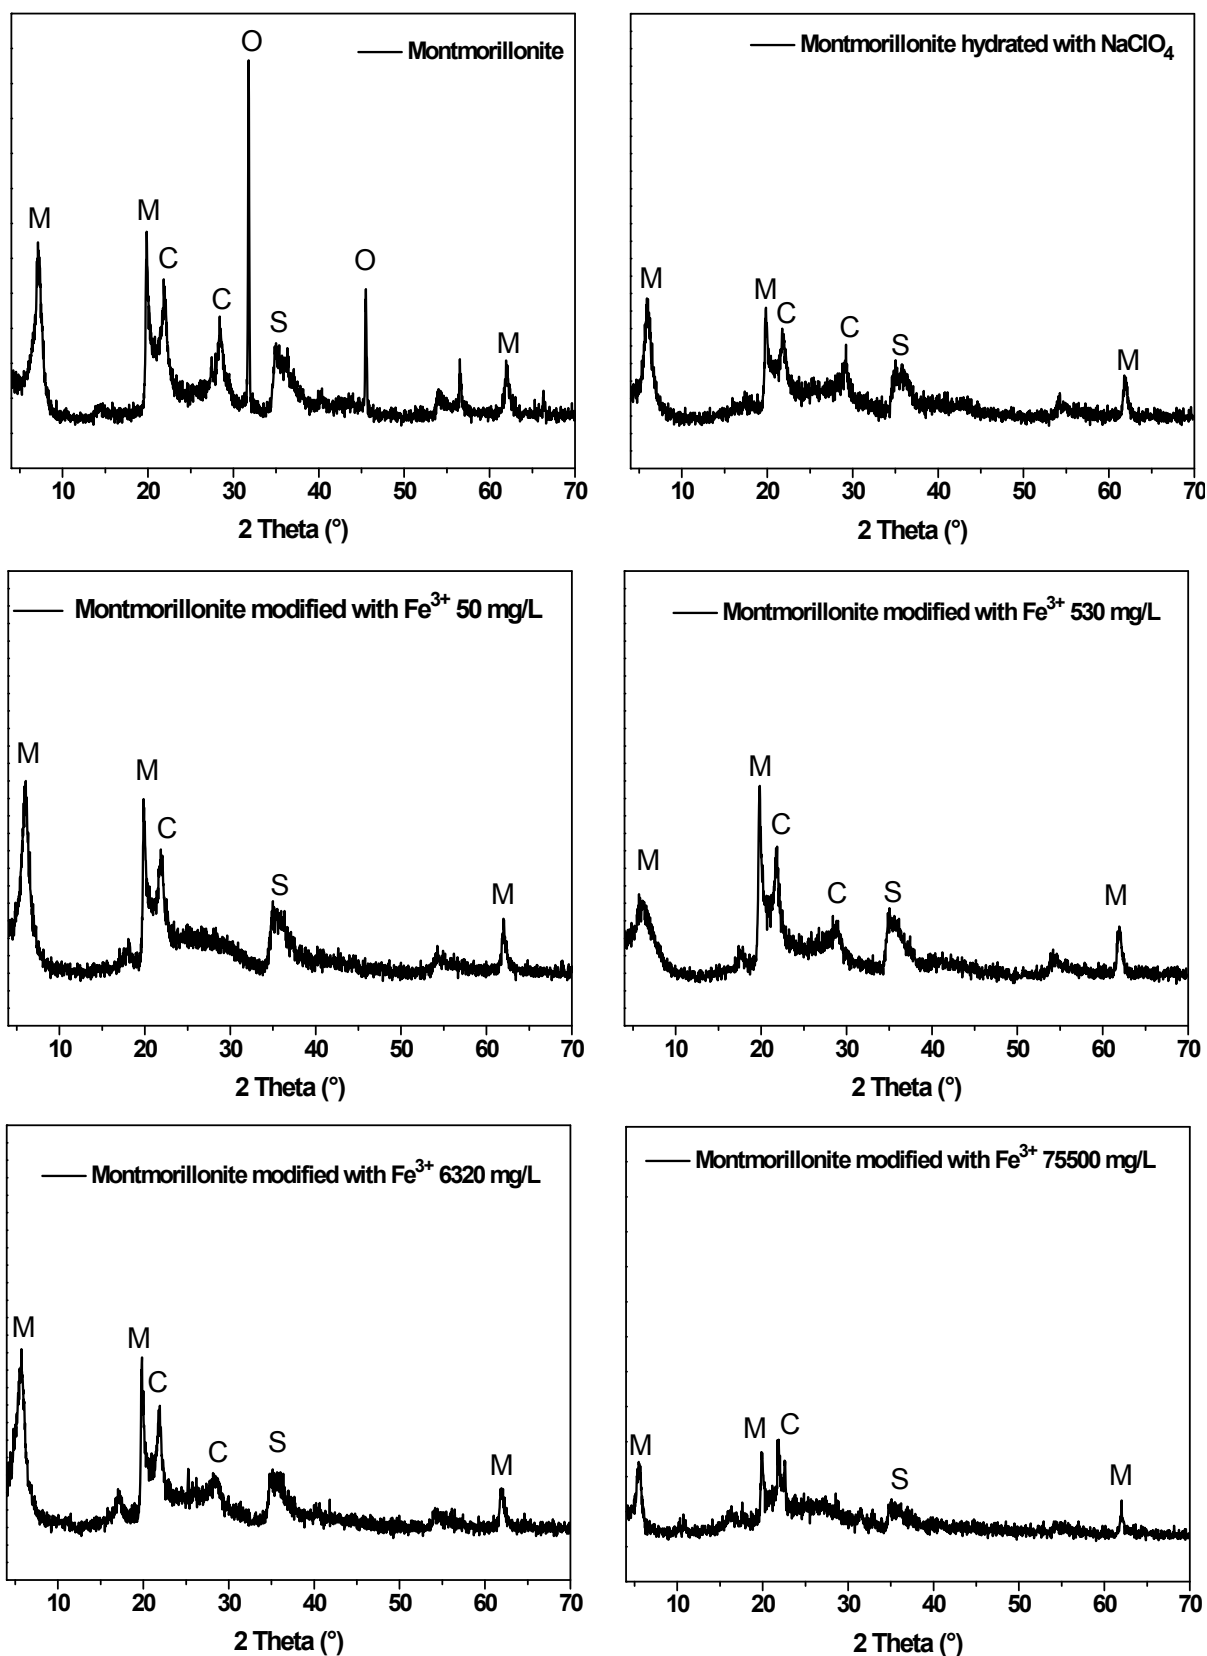 Montmorillonite
O
M
M
C
C
O
S
M
10 20 30 40 50 60 70
2 Theta (°)
Montmorillonite hydrated with NaClO4
M
M
C
C
S
M
10 20 30 40 50 60 70
2 Theta (°)
Montmorillonite modified with Fe3+ 50 mg/L
M
M
C
S
M
10 20 30 40 50 60 70
2 Theta (°)
Montmorillonite modified with Fe3+ 530 mg/L
M
M
C
C
S
M
10 20 30 40 50 60 70
2 Theta (°)
Montmorillonite modified with Fe3+ 6320 mg/L
M
M
C
C
S
M
10 20 30 40 50 60 70
2 Theta (°)
Montmorillonite modified with Fe3+ 75500 mg/L
M
M
C
S
M
10 20 30 40 50 60 70
2 Theta (°)